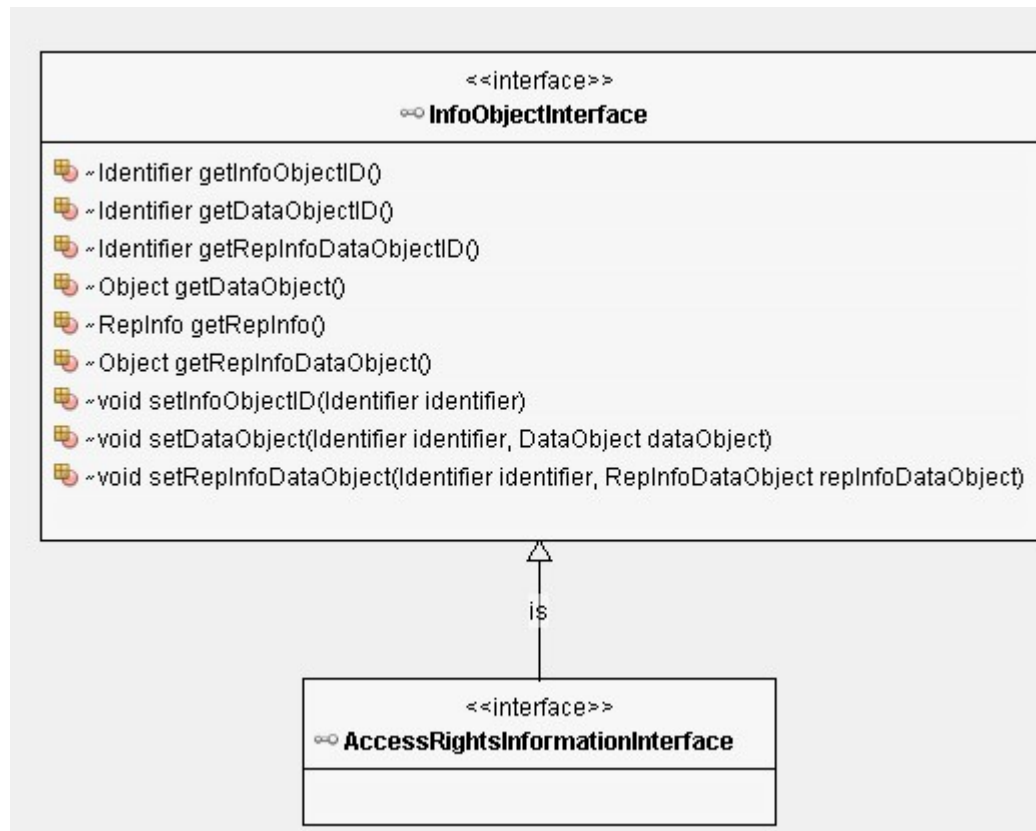 <<interface>>
InfoObjectInterface
~Identifier getInfoObjectID()
~Identifier getDataObjectID()
~Identifier getRepInfoDataObjectID()
~Object getDataObject()
~RepInfo getRepInfo()
~Object getRepInfoDataObject()
~void setInfoObjectID(Identifier identifier)
~void setDataObject(Identifier identifier, DataObject dataObject)
~void setRepInfoDataObject(Identifier identifier, RepInfoDataObject repInfoDataObject)
is
<<interface>>
AccessRightsInformationInterface